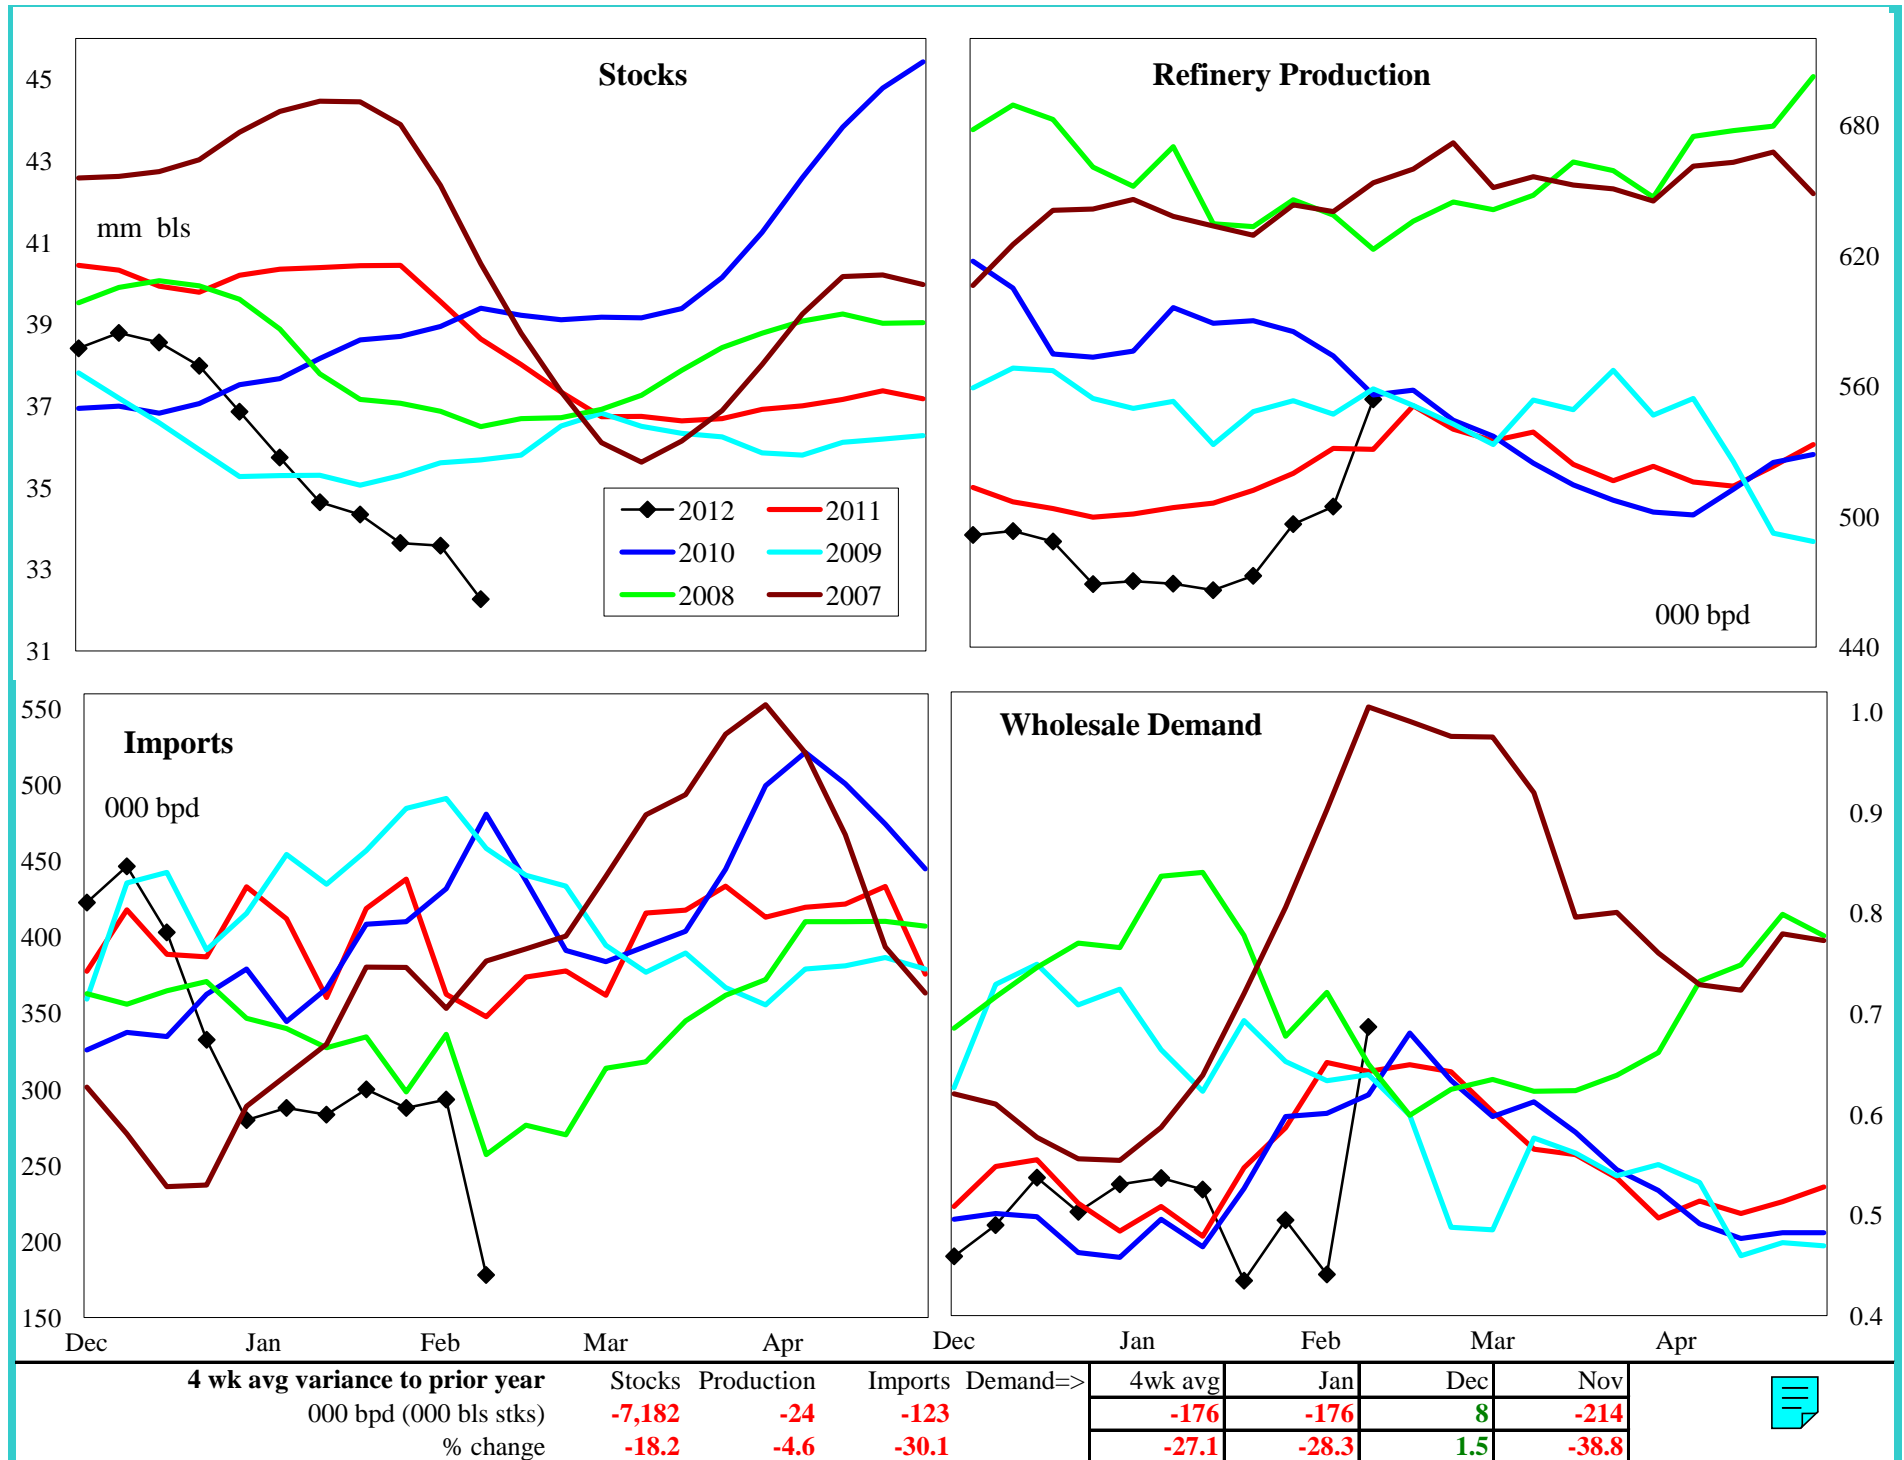 Stocks
mm bls
45
43
41
39
37
35
33
31
2012 2011
2010 2009
2008 2007
Refinery Production
000 bpd
680
620
560
500
440
Imports
000 bpd
550
500
450
400
350
300
250
200
150
Dec Jan Feb Mar Apr
Wholesale Demand
1.0
0.9
0.8
0.7
0.6
0.5
0.4
Dec Jan Feb Mar Apr
4 wk avg variance to prior year Stocks Production Imports Demand=> 4wk avg Jan Dec Nov
000 bpd (000 bls stks) -7,182 -24 -123 -176 -176 8 -214
% change -18.2 -4.6 -30.1 -27.1 -28.3 1.5 -38.8